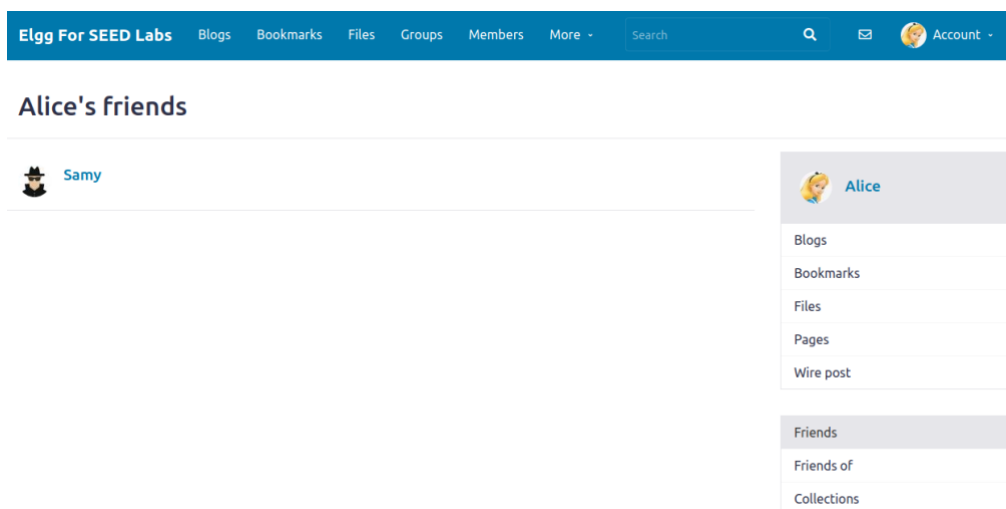 Elgg For SEED Labs Blogs Bookmarks Files Groups Members More Search Account
Alice's friends
Samy
Alice
Blogs
Bookmarks
Files
Pages
Wire post
Friends
Friends of
Collections